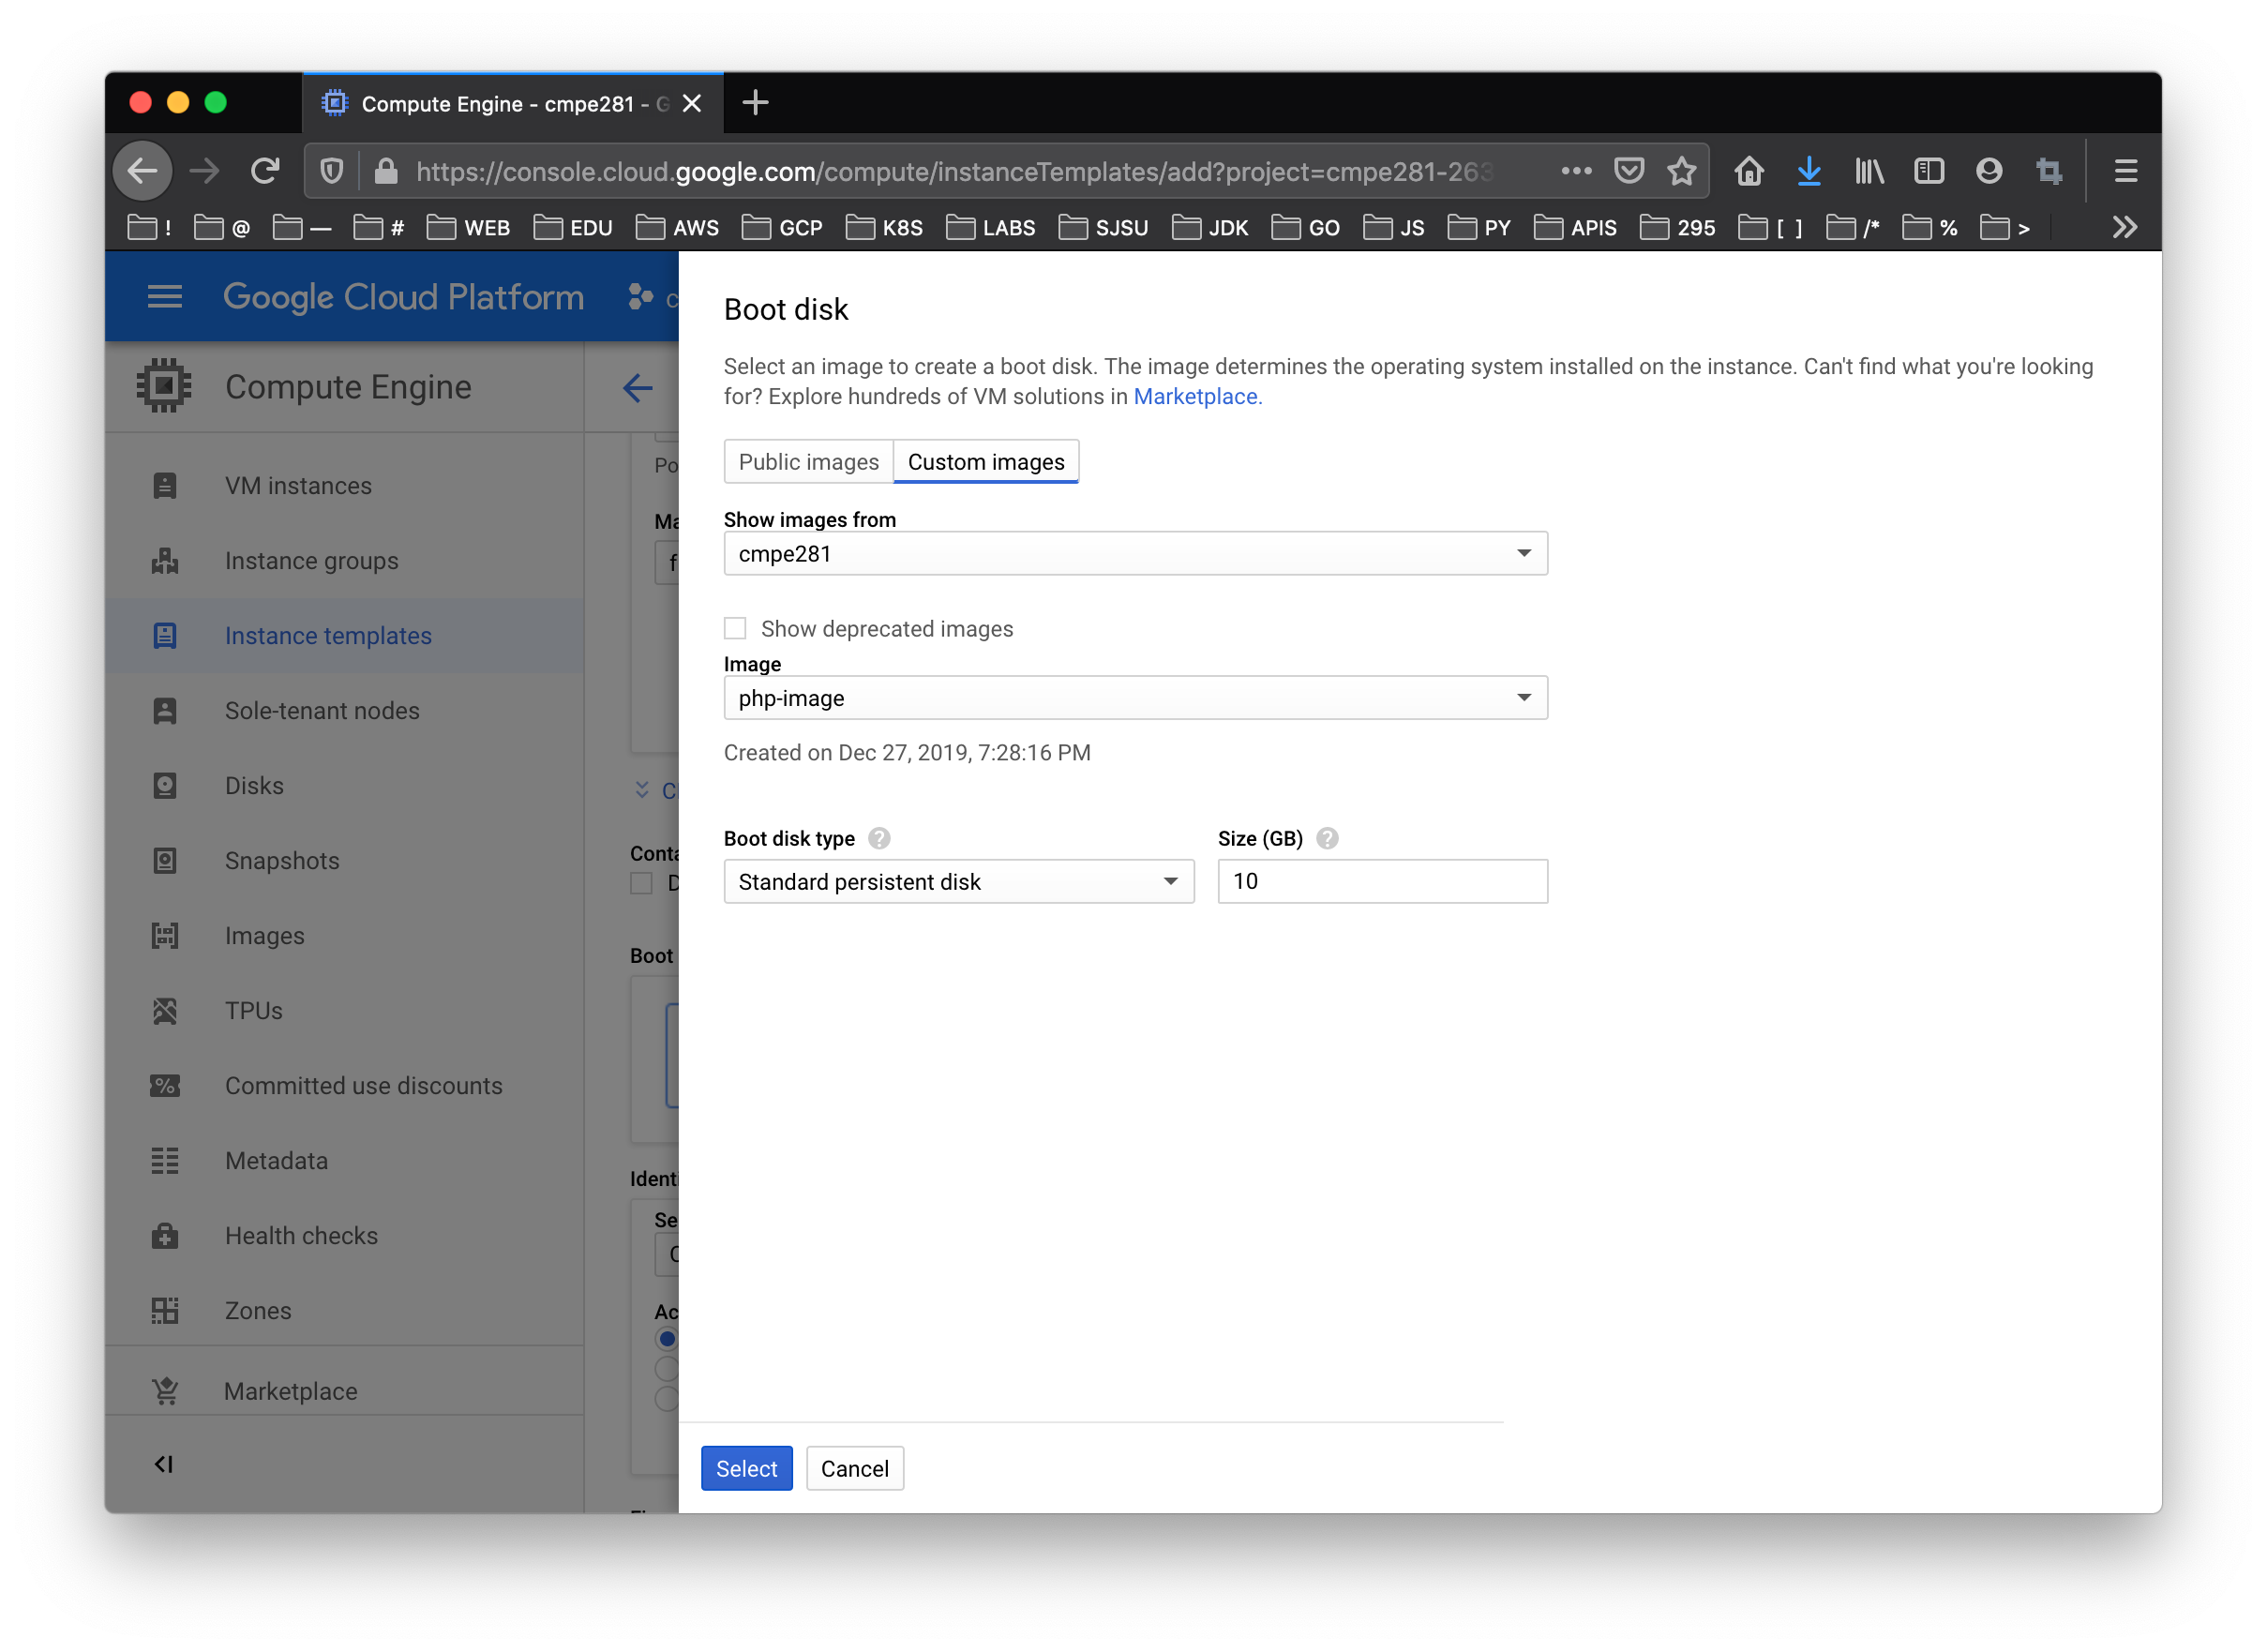 Compute Engine - cmpe281 - G
https://console.cloud.google.com/compute/instanceTemplates/add?project=cmpe281-263
! @ — # WEB EDU AWS GCP K8S LABS SJSU JDK GO JS PY APIS 295 [ ] /* % >
Google Cloud Platform
Compute Engine
VM instances
Instance groups
Instance templates
Sole-tenant nodes
Disks
Snapshots
Images
TPUs
Committed use discounts
Metadata
Health checks
Zones
Marketplace
Po
Ma
f
C
Conta
D
Boot
Identi
Se
C
Ac
Boot disk
Select an image to create a boot disk. The image determines the operating system installed on the instance. Can't find what you're looking
for? Explore hundreds of VM solutions in Marketplace.
Public images Custom images
Show images from
cmpe281
Show deprecated images
Image
php-image
Created on Dec 27, 2019, 7:28:16 PM
Boot disk type ? Size (GB) ?
Standard persistent disk 10
Select Cancel